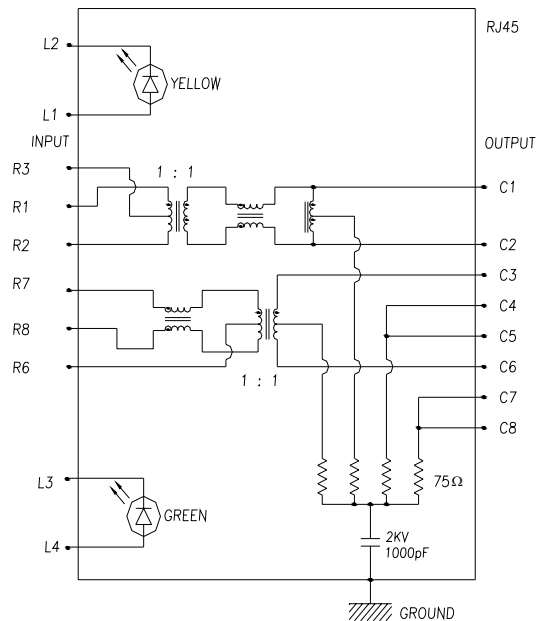 RJ45
L2
YELLOW
L1
INPUT
OUTPUT
R3
1 : 1
C1
R1
R2
C2
R7
C3
C4
R8
C5
R6
C6
1 : 1
C7
C8
L3
75Ω
GREEN
2KV
1000pF
L4
GROUND